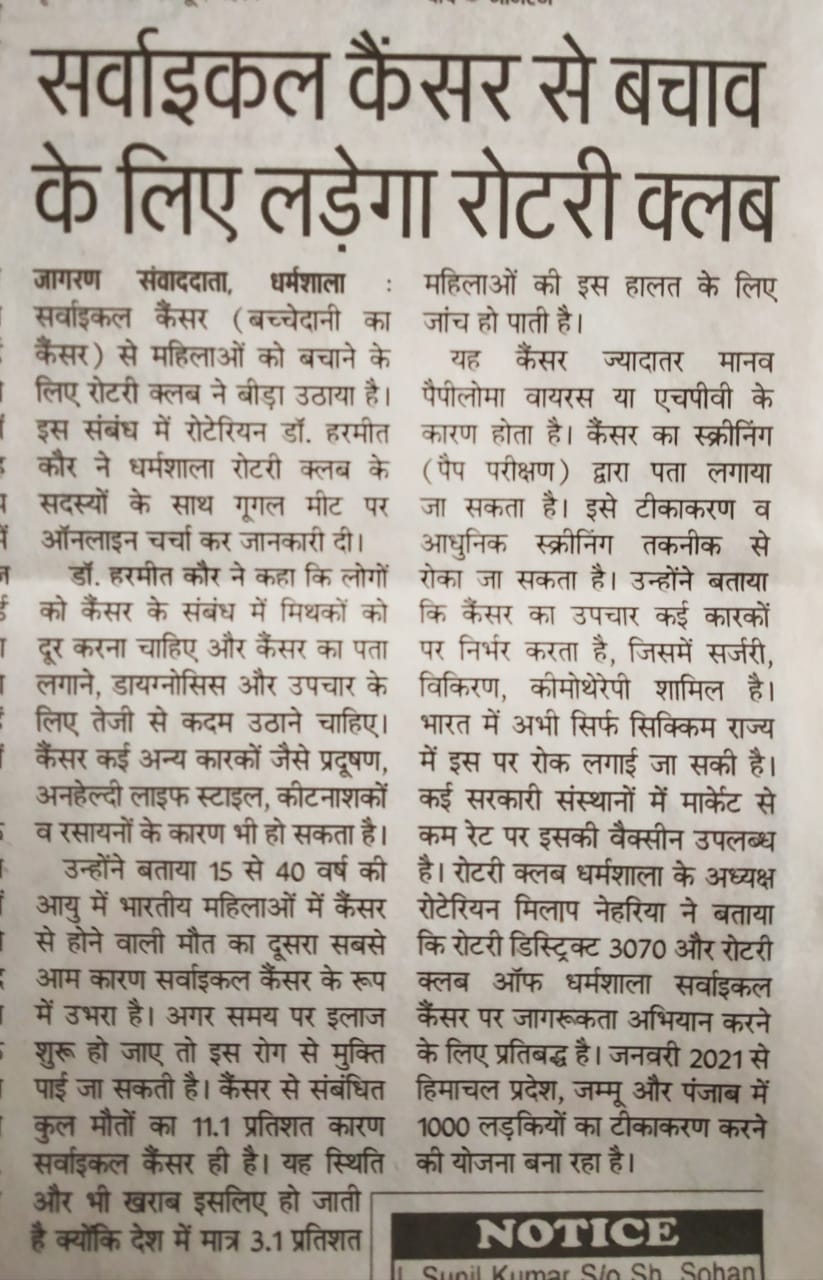 सर्वाइकल कैंसर से बचाव
के लिए लड़ेगा रोटरी क्लब
जागरण संवाददाता, धर्मशाला :
सर्वाइकल कैंसर (बच्चेदानी का
कैंसर) से महिलाओं को बचाने के
लिए रोटरी क्लब ने बीड़ा उठाया है।
इस संबंध में रोटेरियन डॉ. हरमीत
कौर ने धर्मशाला रोटरी क्लब के
सदस्यों के साथ गूगल मीट पर
ऑनलाइन चर्चा कर जानकारी दी।
डॉ. हरमीत कौर ने कहा कि लोगों
को कैंसर के संबंध में मिथकों को
दूर करना चाहिए और कैंसर का पता
लगाने, डायग्नोसिस और उपचार के
लिए तेजी से कदम उठाने चाहिए।
कैंसर कई अन्य कारकों जैसे प्रदूषण,
अनहेल्दी लाइफ स्टाइल, कीटनाशकों
व रसायनों के कारण भी हो सकता है।
उन्होंने बताया 15 से 40 वर्ष की
आयु में भारतीय महिलाओं में कैंसर
से होने वाली मौत का दूसरा सबसे
आम कारण सर्वाइकल कैंसर के रूप
में उभरा है। अगर समय पर इलाज
शुरू हो जाए तो इस रोग से मुक्ति
पाई जा सकती है। कैंसर से संबंधित
कुल मौतों का 11.1 प्रतिशत कारण
सर्वाइकल कैंसर ही है। यह स्थिति
और भी खराब इसलिए हो जाती
है क्योंकि देश में मात्र 3.1 प्रतिशत
महिलाओं की इस हालत के लिए
जांच हो पाती है।
यह कैंसर ज्यादातर मानव
पैपीलोमा वायरस या एचपीवी के
कारण होता है। कैंसर का स्क्रीनिंग
(पैप परीक्षण) द्वारा पता लगाया
जा सकता है। इसे टीकाकरण व
आधुनिक स्क्रीनिंग तकनीक से
रोका जा सकता है। उन्होंने बताया
कि कैंसर का उपचार कई कारकों
पर निर्भर करता है, जिसमें सर्जरी,
विकिरण, कीमोथेरेपी शामिल है।
भारत में अभी सिर्फ सिक्किम राज्य
में इस पर रोक लगाई जा सकी है।
कई सरकारी संस्थानों में मार्केट से
कम रेट पर इसकी वैक्सीन उपलब्ध
है। रोटरी क्लब धर्मशाला के अध्यक्ष
रोटेरियन मिलाप नेहरिया ने बताया
कि रोटरी डिस्ट्रिक्ट 3070 और रोटरी
क्लब ऑफ धर्मशाला सर्वाइकल
कैंसर पर जागरूकता अभियान करने
के लिए प्रतिबद्ध है। जनवरी 2021 से
हिमाचल प्रदेश, जम्मू और पंजाब में
1000 लड़कियों का टीकाकरण करने
की योजना बना रहा है।
NOTICE
I, Sunil Kumar S/o Sh. Sohan